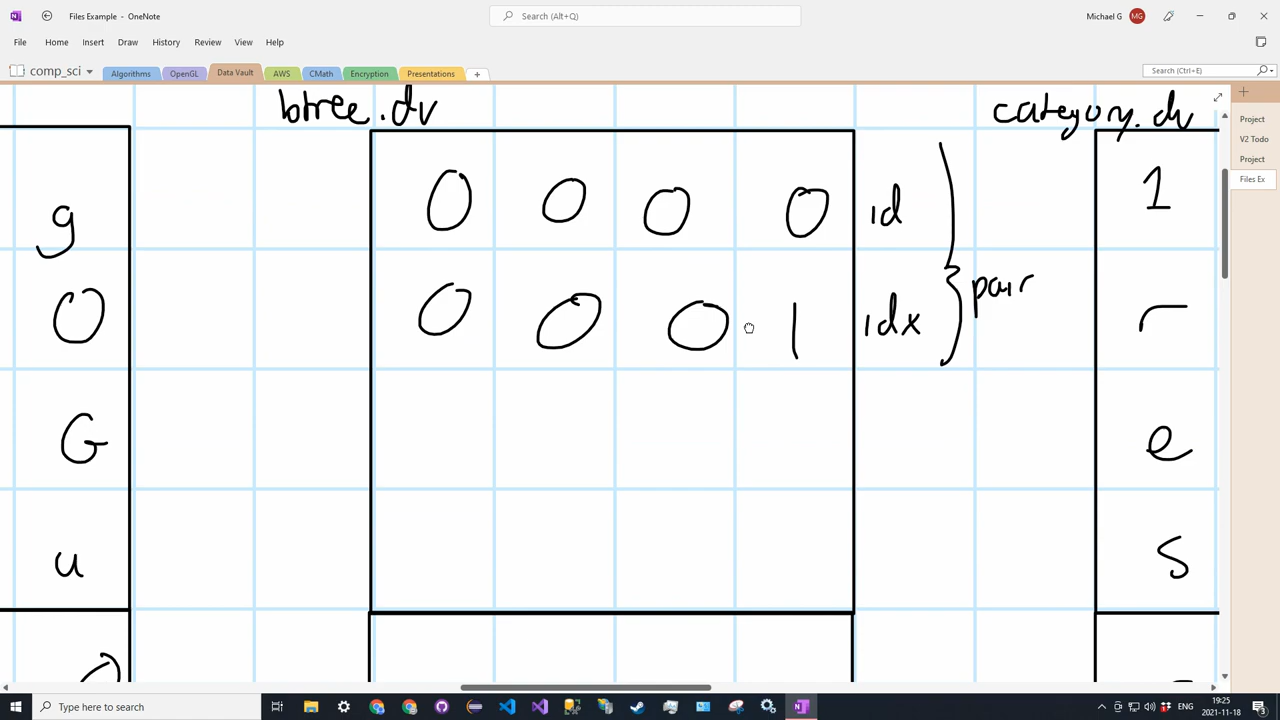 Files Example - OneNote
Search (Alt+Q)
Michael G
MG
File Home Insert Draw History Review View Help
comp_sci
Algorithms OpenGL Data Vault AWS CMath Encryption Presentations +
Search (Ctrl+E)
btree.dv
category.dv
Project
V2 Todo
Project
Files Ex
g
0 0 0 0 id
1
0
0 0 0 1 idx
pair
r
G
e
u
s
Type here to search
ENG
19:25
2021-11-18